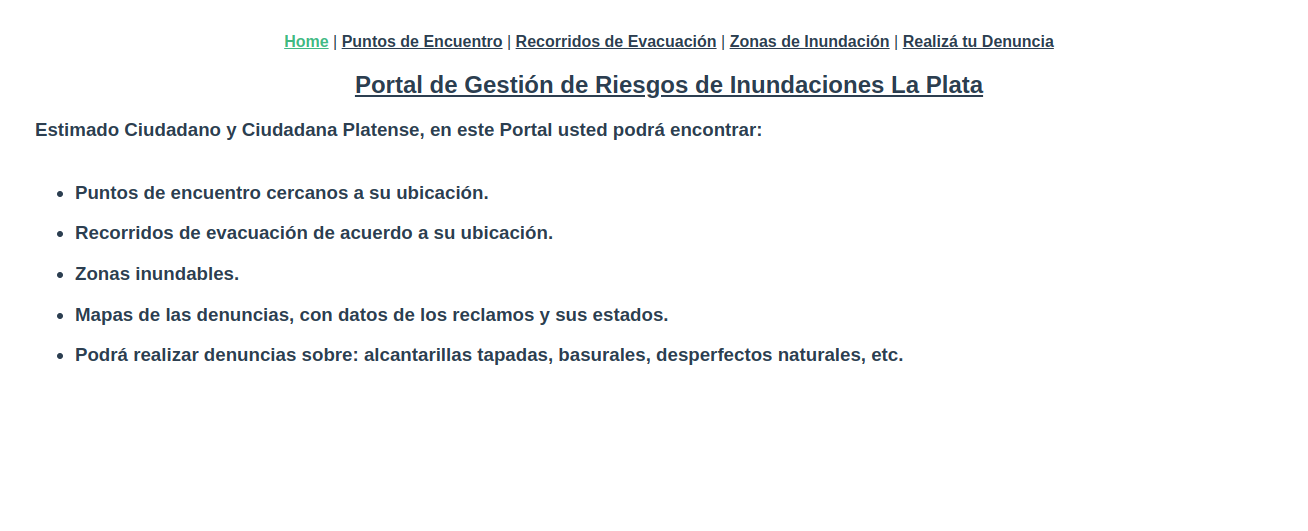 Home | Puntos de Encuentro | Recorridos de Evacuación | Zonas de Inundación | Realizá tu Denuncia
Portal de Gestión de Riesgos de Inundaciones La Plata
Estimado Ciudadano y Ciudadana Platense, en este Portal usted podrá encontrar:
• Puntos de encuentro cercanos a su ubicación.
• Recorridos de evacuación de acuerdo a su ubicación.
• Zonas inundables.
• Mapas de las denuncias, con datos de los reclamos y sus estados.
• Podrá realizar denuncias sobre: alcantarillas tapadas, basurales, desperfectos naturales, etc.